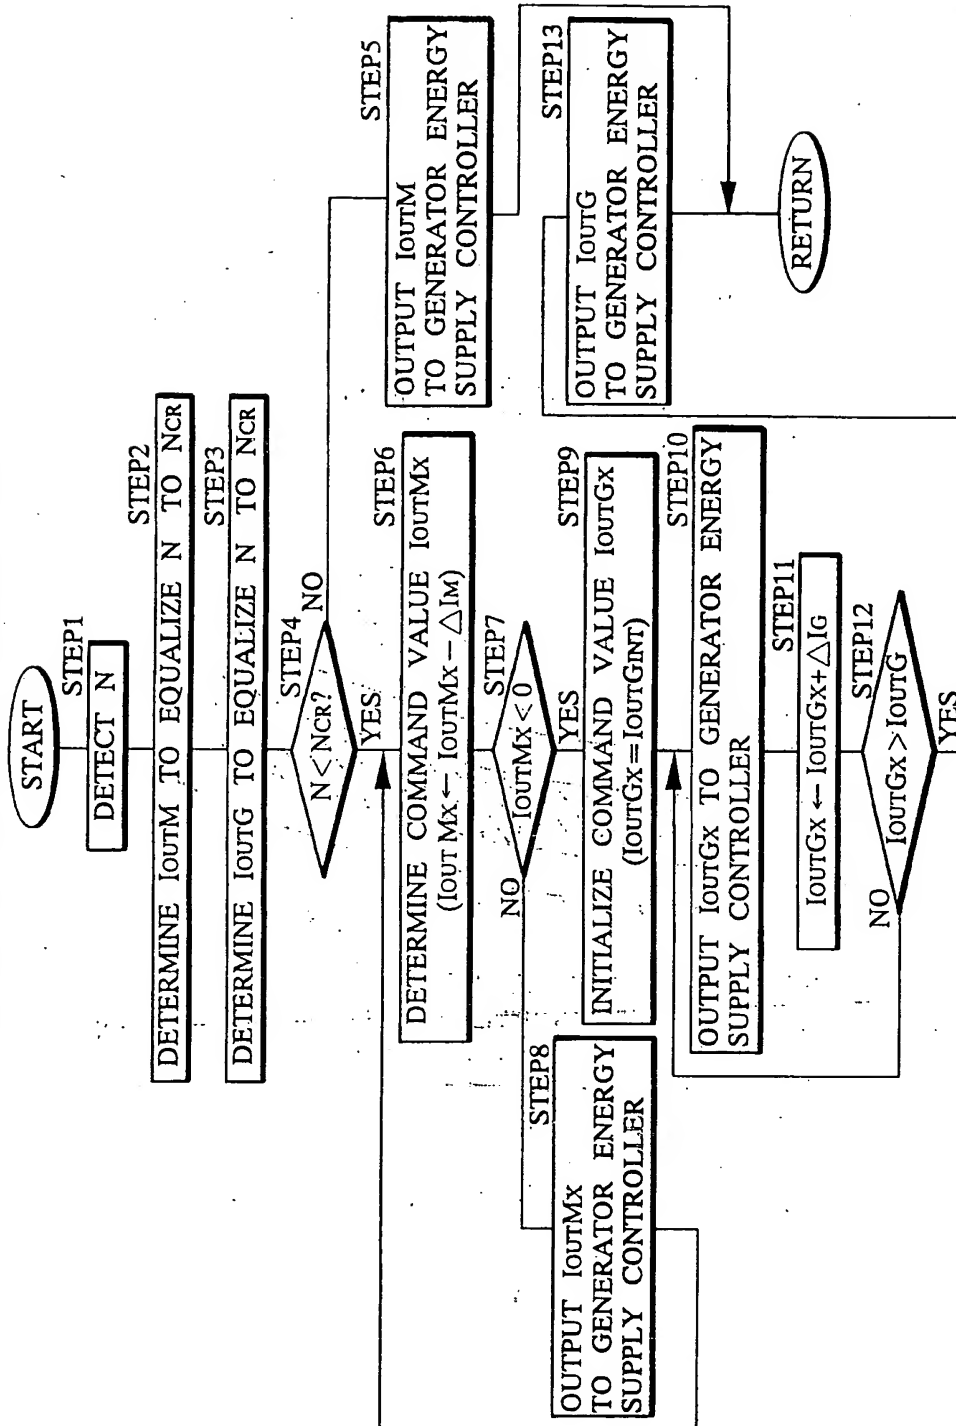 START
STEP1
DETECT N
STEP2
DETERMINE IOUTM TO EQUALIZE N TO NCR
STEP3
DETERMINE IOUTG TO EQUALIZE N TO NCR
STEP4
N<NCR?
NO
YES
STEP5
OUTPUT IOUTM
TO GENERATOR ENERGY
SUPPLY CONTROLLER
STEP6
DETERMINE COMMAND VALUE IOUTMX
(IOUTMX ← IOUTMX − △IM)
STEP7
IOUTMX<0
NO
YES
STEP8
OUTPUT IOUTMX
TO GENERATOR ENERGY
SUPPLY CONTROLLER
STEP9
INITIALIZE COMMAND VALUE IOUTGX
(IOUTGX=IOUTGINT)
STEP10
OUTPUT IOUTGX TO GENERATOR ENERGY
SUPPLY CONTROLLER
STEP11
IOUTGX ← IOUTGX+△IG
STEP12
IOUTGX>IOUTG
NO
YES
STEP13
OUTPUT IOUTG
TO GENERATOR ENERGY
SUPPLY CONTROLLER
RETURN